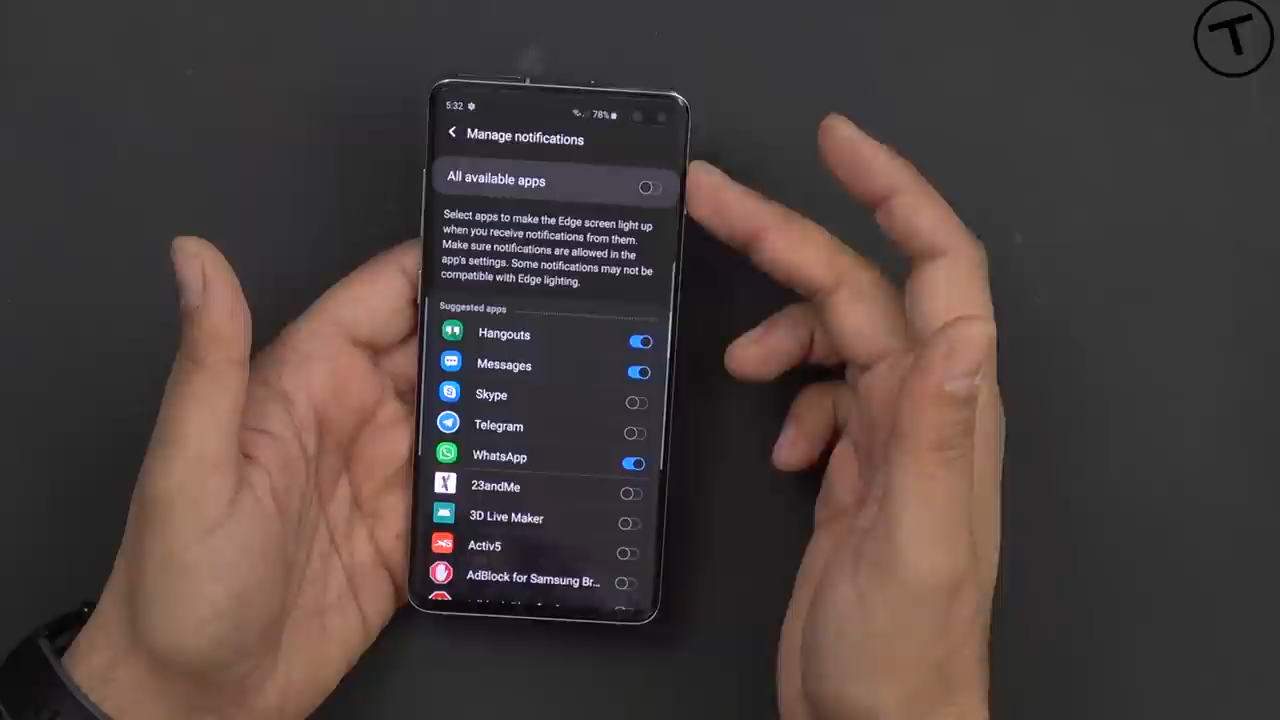 T
5:32
78%
Manage notifications
All available apps
Select apps to make the Edge screen light up
when you receive notifications from them.
Make sure notifications are allowed in the
app's settings. Some notifications may not be
compatible with Edge lighting.
Suggested apps
Hangouts
Messages
Skype
Telegram
WhatsApp
23andMe
3D Live Maker
Activ5
AdBlock for Samsung Br...